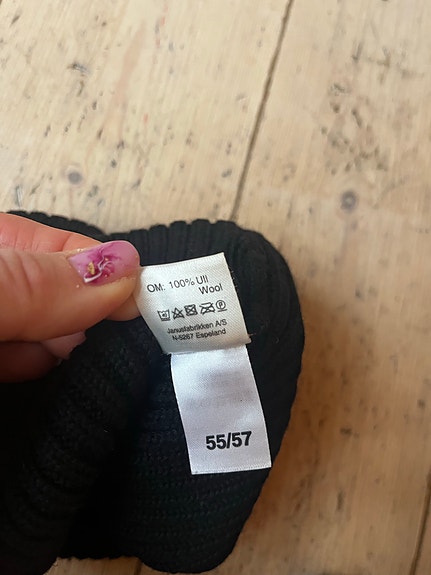 OM: 100% Ull
Wool
Janusfabrikken A/S
N-5267 Espeland
55/57